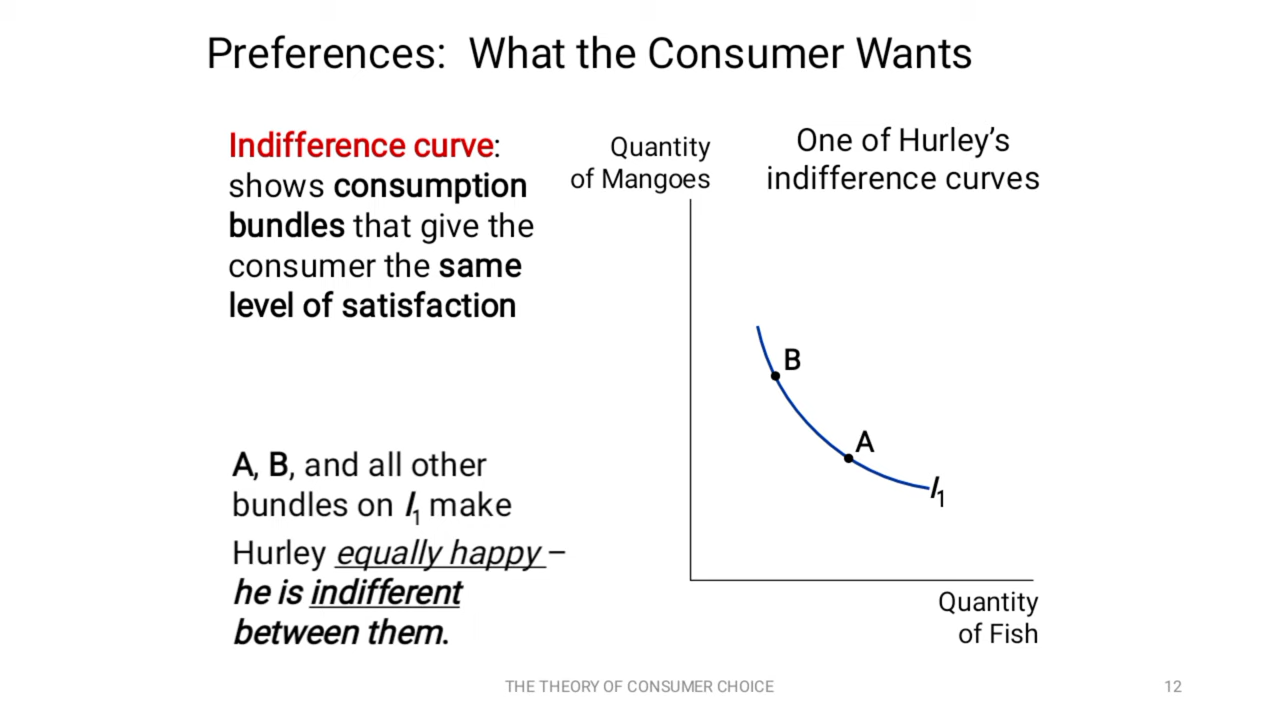 Preferences:  What the Consumer Wants
Indifference curve:
shows consumption
bundles that give the
consumer the same
level of satisfaction
A, B, and all other
bundles on I1 make
Hurley equally happy –
he is indifferent
between them.
Quantity
of Mangoes
One of Hurley’s
indifference curves
B
A
I1
Quantity
of Fish
THE THEORY OF CONSUMER CHOICE
12